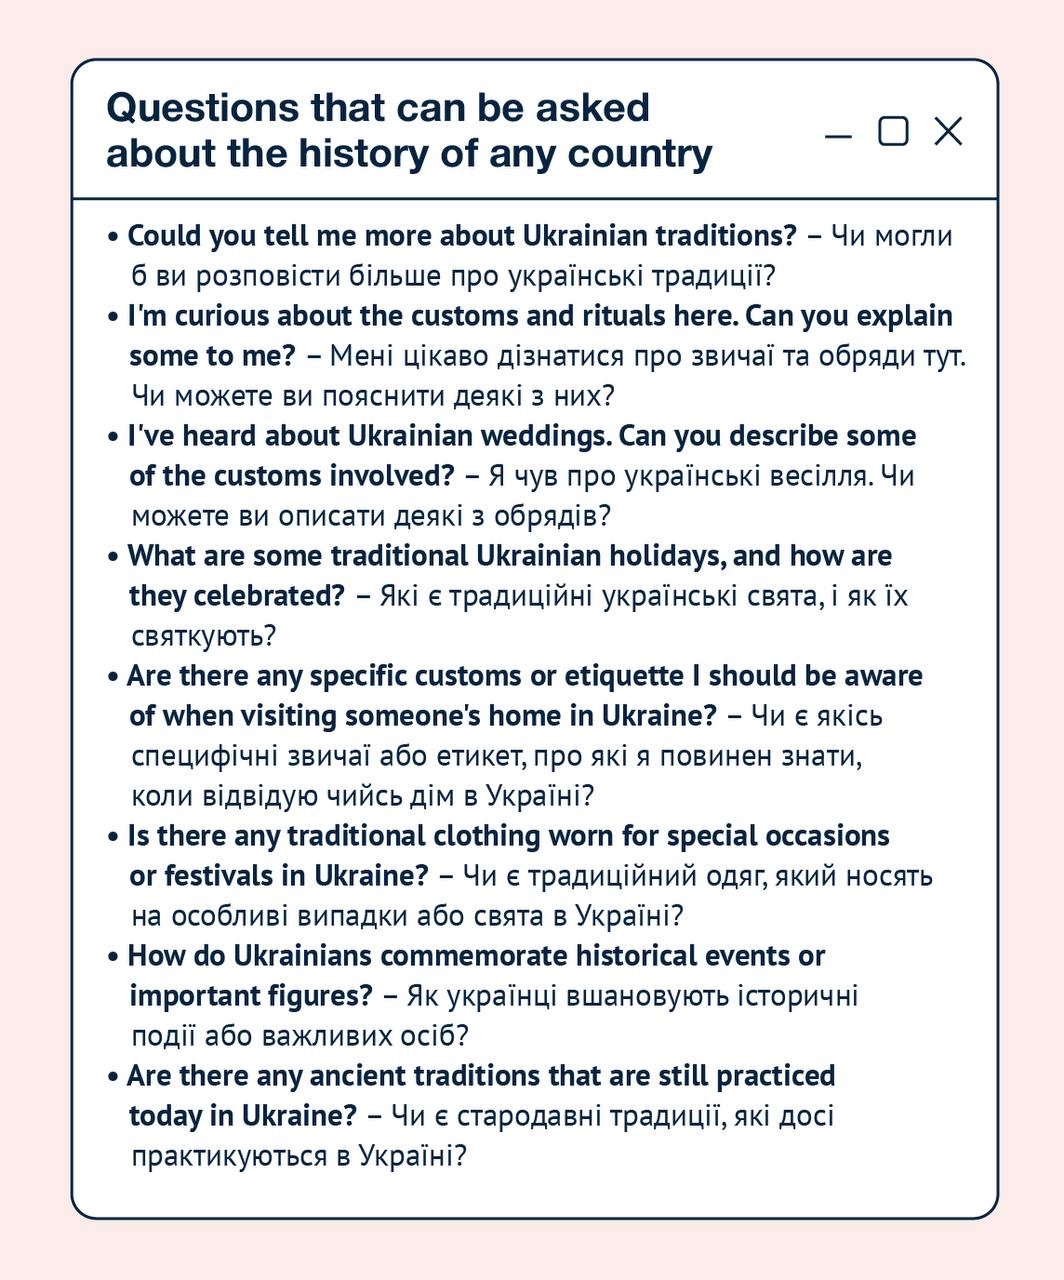 Questions that can be asked
about the history of any country
• Could you tell me more about Ukrainian traditions? – Чи могли
б ви розповісти більше про українські традиції?
• I'm curious about the customs and rituals here. Can you explain
some to me? – Мені цікаво дізнатися про звичаї та обряди тут.
Чи можете ви пояснити деякі з них?
• I've heard about Ukrainian weddings. Can you describe some
of the customs involved? – Я чув про українські весілля. Чи
можете ви описати деякі з обрядів?
• What are some traditional Ukrainian holidays, and how are
they celebrated? – Які є традиційні українські свята, і як їх
святкують?
• Are there any specific customs or etiquette I should be aware
of when visiting someone's home in Ukraine? – Чи є якісь
специфічні звичаї або етикет, про які я повинен знати,
коли відвідую чийсь дім в Україні?
• Is there any traditional clothing worn for special occasions
or festivals in Ukraine? – Чи є традиційний одяг, який носять
на особливі випадки або свята в Україні?
• How do Ukrainians commemorate historical events or
important figures? – Як українці вшановують історичні
події або важливих осіб?
• Are there any ancient traditions that are still practiced
today in Ukraine? – Чи є стародавні традиції, які досі
практикуються в Україні?